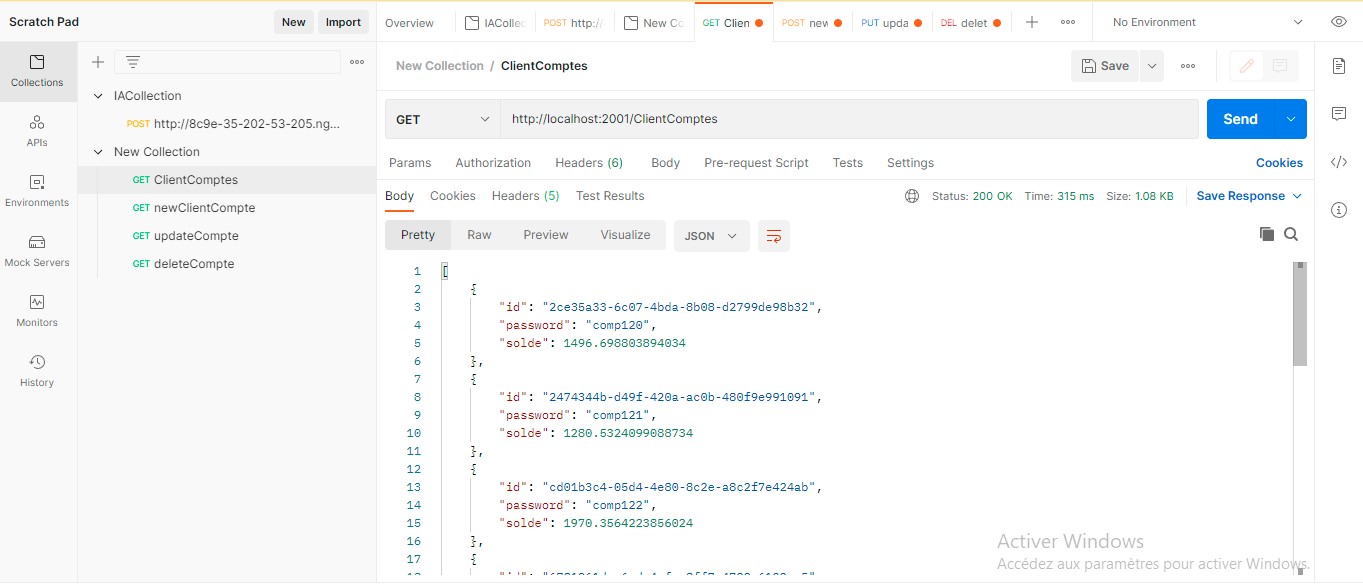 Scratch Pad
New
Import
Overview
IACollec
POST http:/
New Co
GET Clien
POST new
PUT upda
DEL delet
No Environment
Collections
APIs
Environments
Mock Servers
Monitors
History
IACollection
POST http://8c9e-35-202-53-205.ng...
New Collection
GET ClientComptes
GET newClientCompte
GET updateCompte
GET deleteCompte
New Collection / ClientComptes
Save
GET
http://localhost:2001/ClientComptes
Send
Params Authorization Headers (6) Body Pre-request Script Tests Settings Cookies
Body Cookies Headers (5) Test Results Status: 200 OK Time: 315 ms Size: 1.08 KB Save Response
Pretty Raw Preview Visualize JSON
1 [
2 {
3 "id": "2ce35a33-6c07-4bda-8b08-d2799de98b32",
4 "password": "comp120",
5 "solde": 1496.698803894034
6 },
7 {
8 "id": "2474344b-d49f-420a-ac0b-480f9e991091",
9 "password": "comp121",
10 "solde": 1280.5324099088734
11 },
12 {
13 "id": "cd01b3c4-05d4-4e80-8c2e-a8c2f7e424ab",
14 "password": "comp122",
15 "solde": 1970.3564223856024
16 },
17 {
Activer Windows
Accédez aux paramètres pour activer Windows.